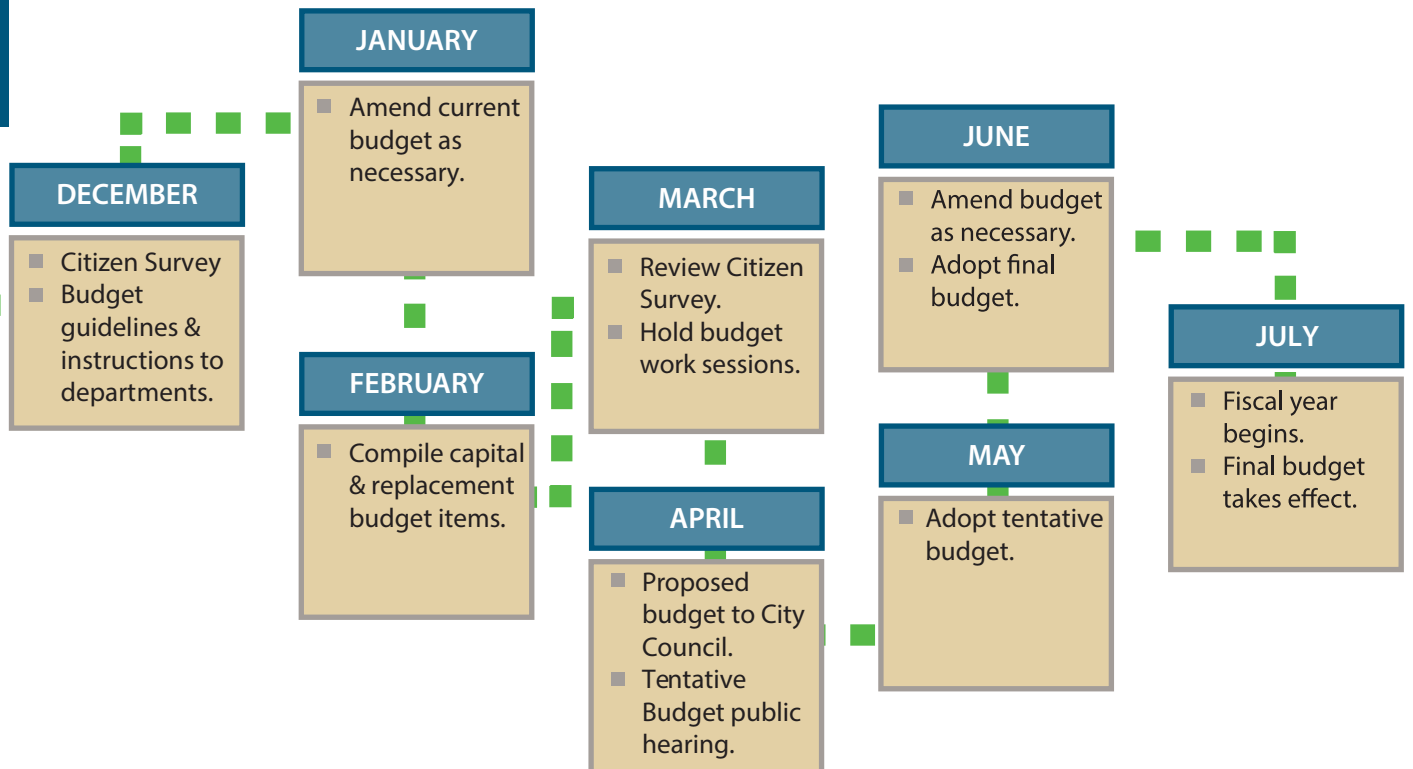 DECEMBER
Citizen Survey
Budget
guidelines &
instructions to
departments.
JANUARY
Amend current
budget as
necessary.
FEBRUARY
Compile capital
& replacement
budget items.
MARCH
Review Citizen
Survey.
Hold budget
work sessions.
APRIL
Proposed
budget to City
Council.
Tentative
Budget public
hearing.
MAY
Adopt tentative
budget.
JUNE
Amend budget
as necessary.
Adopt final
budget.
JULY
Fiscal year
begins.
Final budget
takes effect.